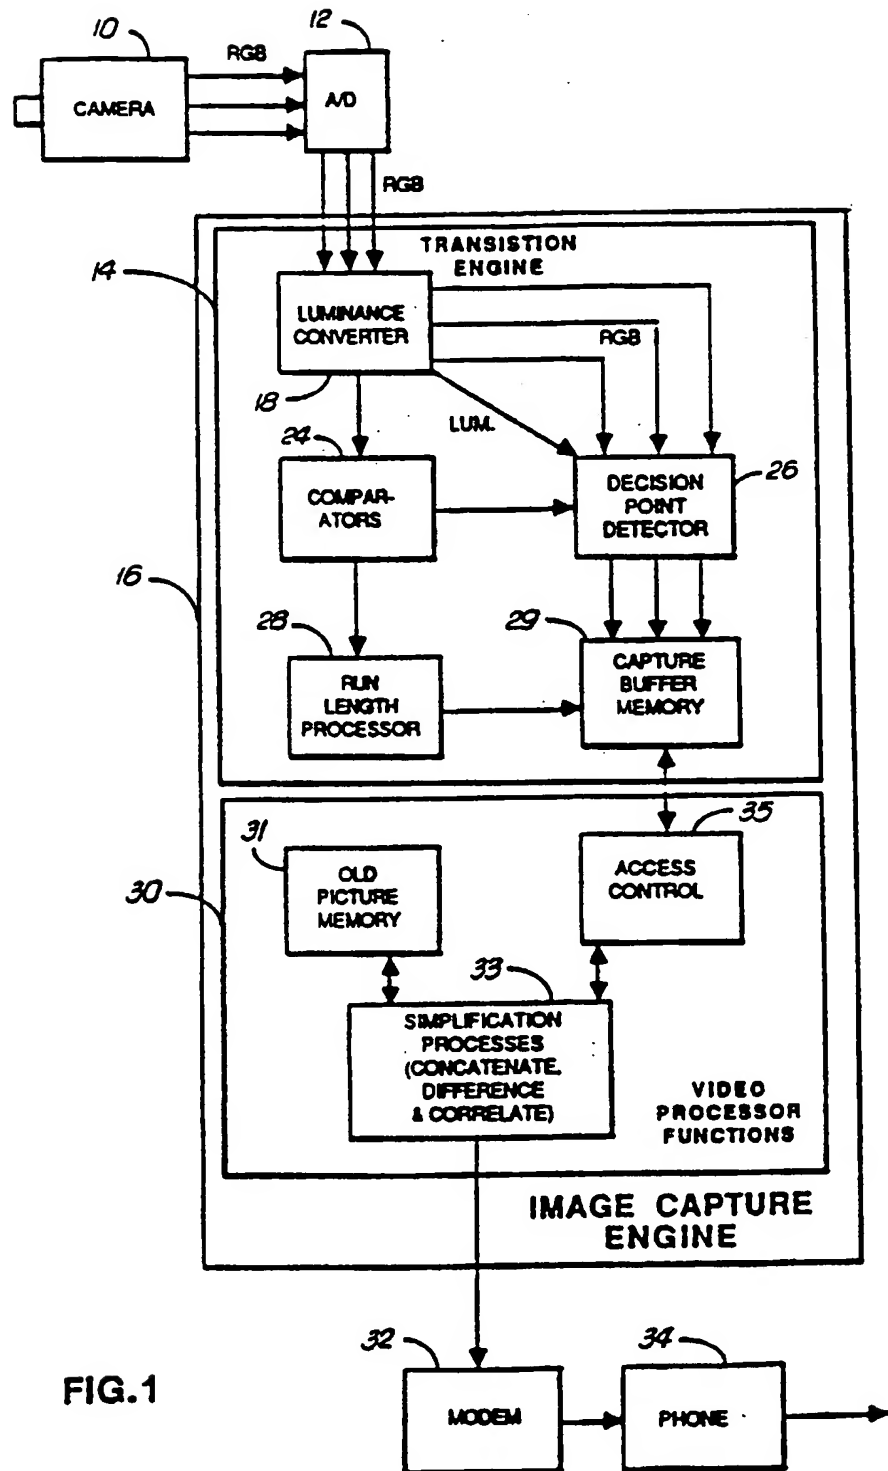 10
12
RGB
CAMERA
A/D
RGB
TRANSISTION
ENGINE
14
LUMINANCE
CONVERTER
RGB
18
LUM.
24
26
COMPAR-
ATORS
DECISION
POINT
DETECTOR
16
28
29
RUN
LENGTH
PROCESSOR
CAPTURE
BUFFER
MEMORY
35
31
30
OLD
PICTURE
MEMORY
ACCESS
CONTROL
33
SIMPLIFICATION
PROCESSES
(CONCATENATE,
DIFFERENCE
& CORRELATE)
VIDEO
PROCESSOR
FUNCTIONS
IMAGE CAPTURE
ENGINE
32
34
MODEM
PHONE
FIG.1